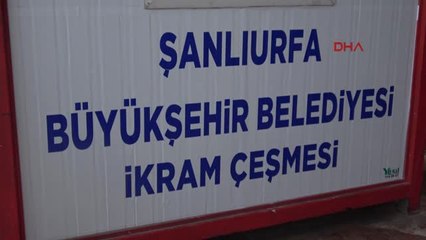 ŞANLIURFA
DHA
BÜYÜKŞEHİR BELEDİYESİ
İKRAM ÇEŞMESİ